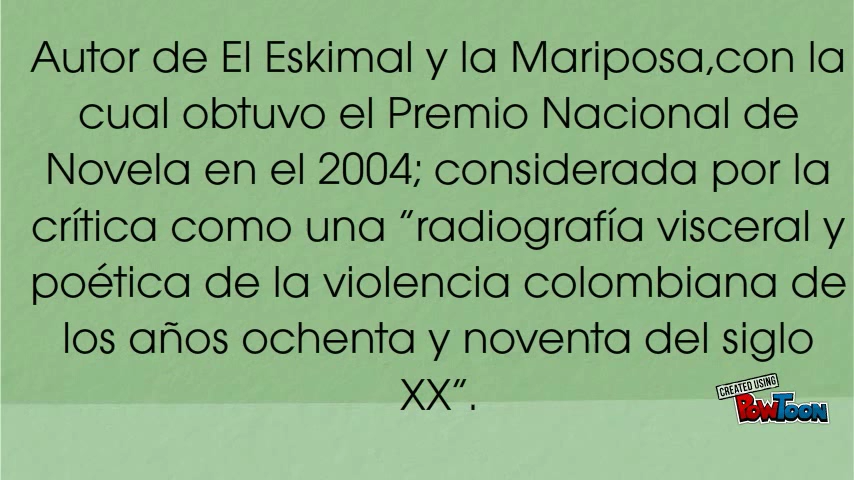 Autor de El Eskimal y la Mariposa,con la
cual obtuvo el Premio Nacional de
Novela en el 2004; considerada por la
crítica como una “radiografía visceral y
poética de la violencia colombiana de
los años ochenta y noventa del siglo
XX“.
CREATED USING
POWTOON